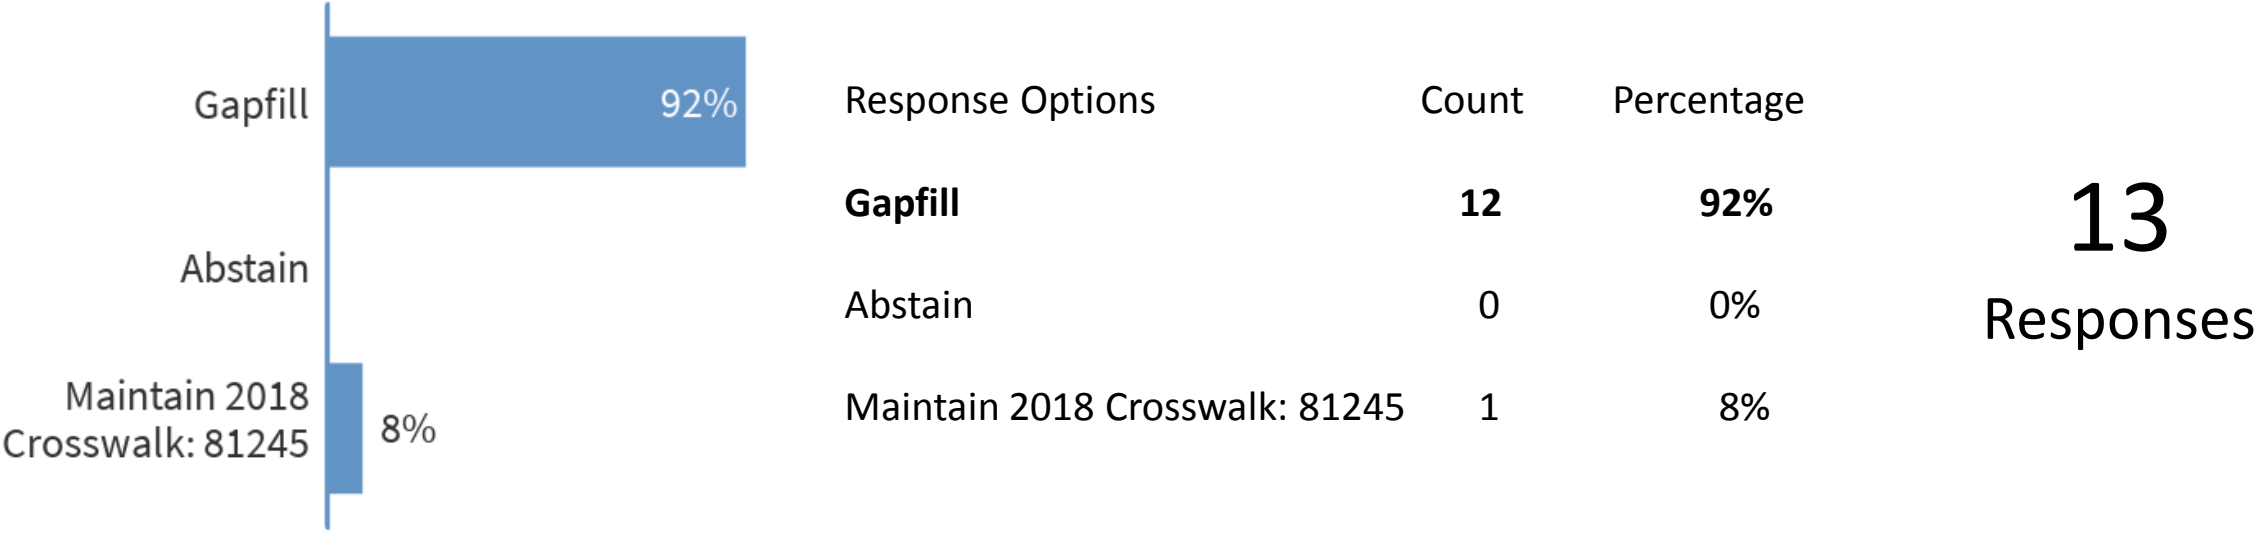 Gapfill
92%
Abstain
Maintain 2018
Crosswalk: 81245
8%
Response Options Count Percentage
Gapfill 12 92%
Abstain 0 0%
Maintain 2018 Crosswalk: 81245 1 8%
13
Responses